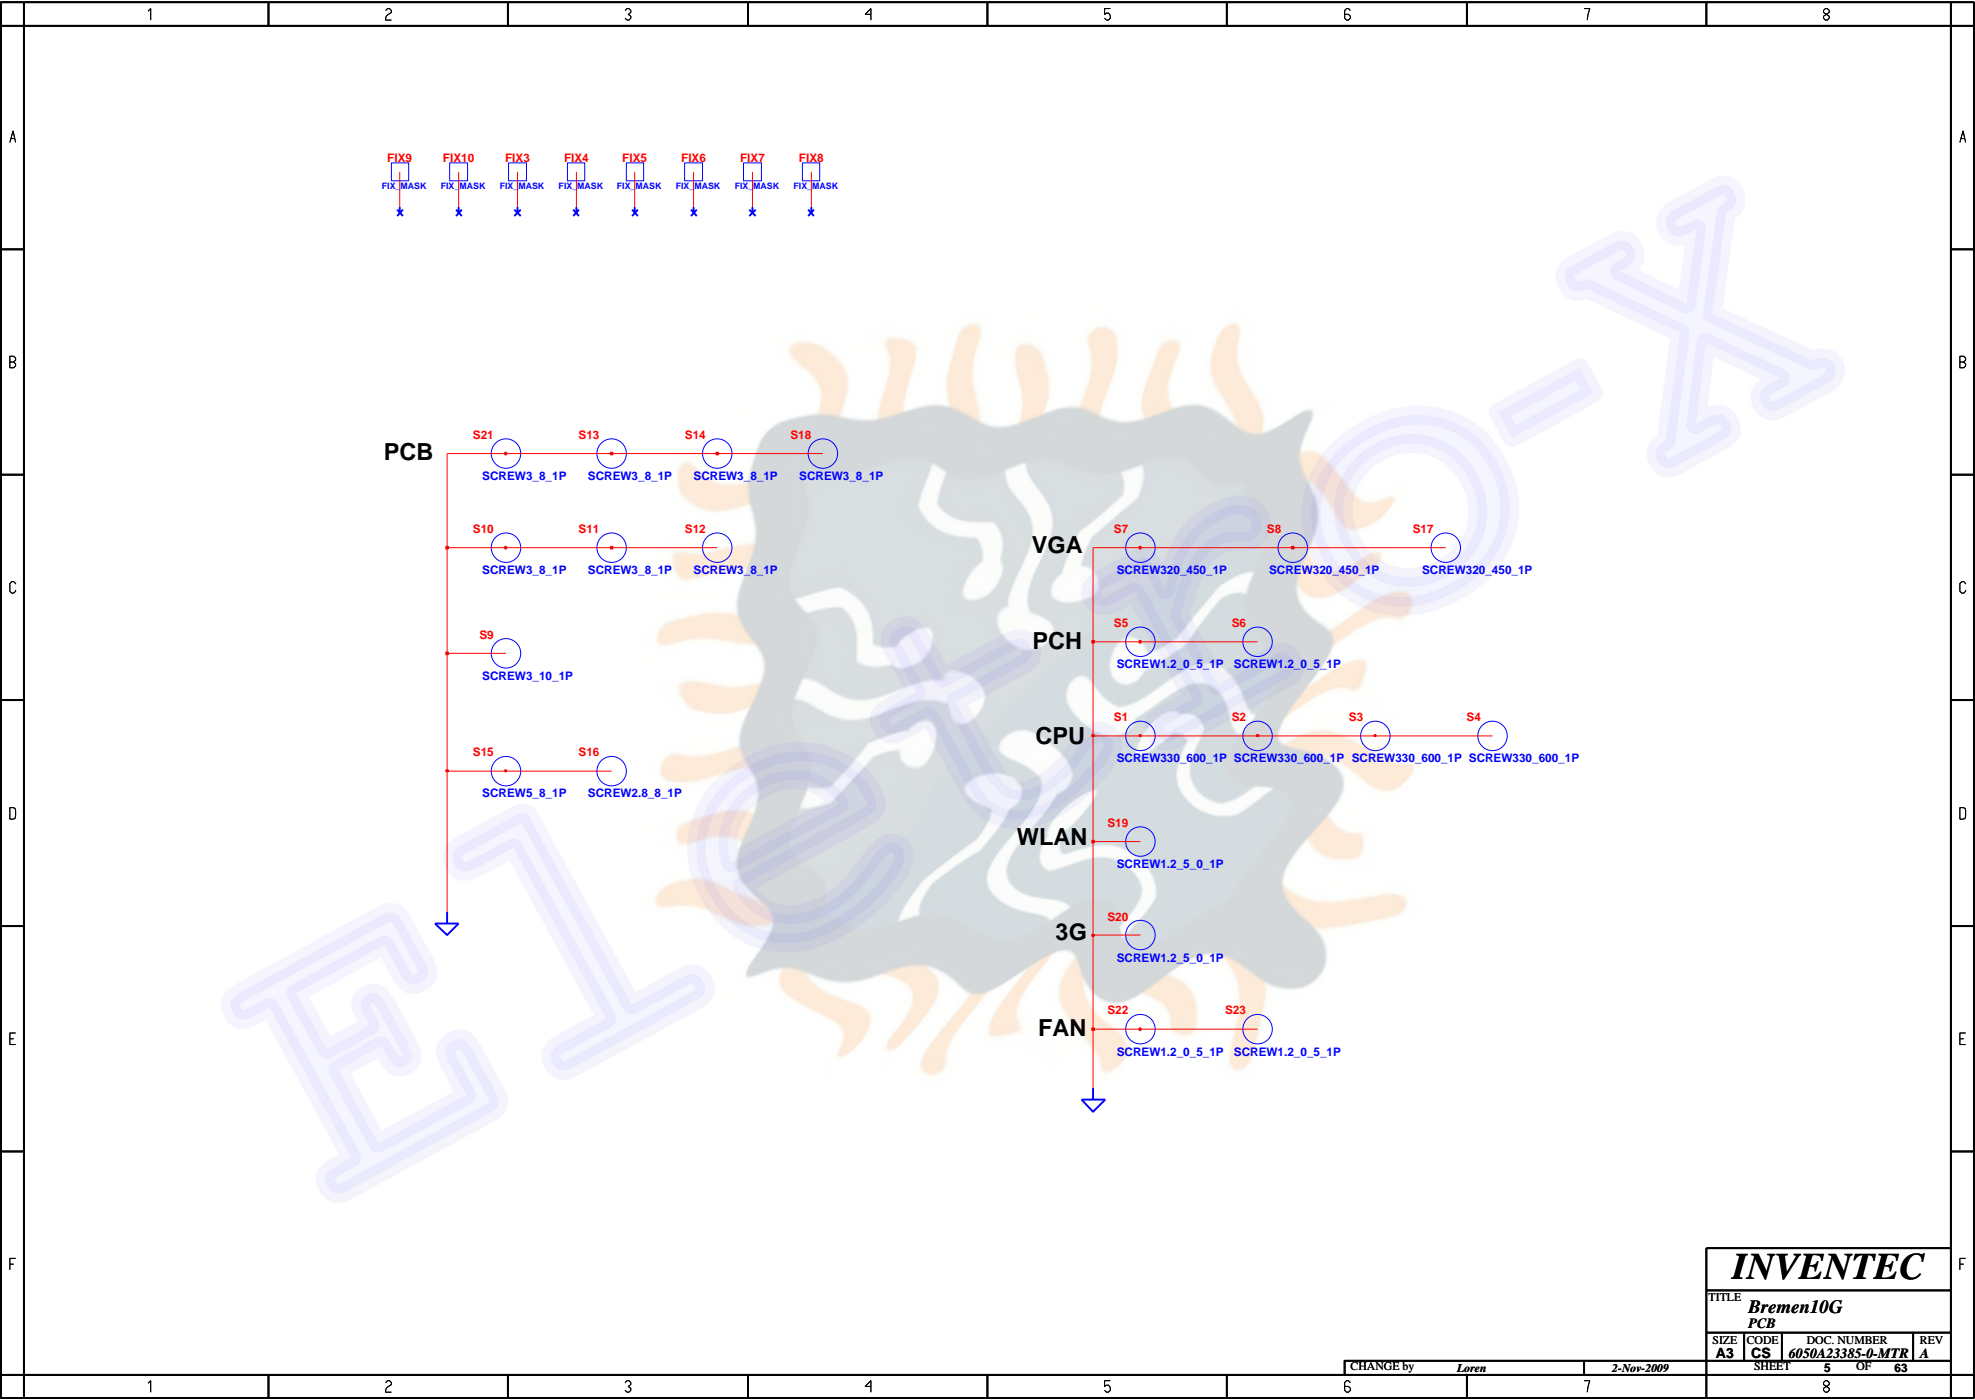 1 2 3 4 5 6 7 8
A A
FIX9 FIX10 FIX3 FIX4 FIX5 FIX6 FIX7 FIX8
FIX_MASK FIX_MASK FIX_MASK FIX_MASK FIX_MASK FIX_MASK FIX_MASK FIX_MASK
B B
S21 S13 S14 S18
PCB
SCREW3_8_1P SCREW3_8_1P SCREW3_8_1P SCREW3_8_1P
S10 S11 S12
SCREW3_8_1P SCREW3_8_1P SCREW3_8_1P
S9
SCREW3_10_1P
S15 S16
SCREW5_8_1P SCREW2.8_8_1P
S7 S8 S17
VGA
SCREW320_450_1P SCREW320_450_1P SCREW320_450_1P
C C
S5 S6
PCH
SCREW1.2_0_5_1P SCREW1.2_0_5_1P
S1 S2 S3 S4
CPU
SCREW330_600_1P SCREW330_600_1P SCREW330_600_1P SCREW330_600_1P
D D
S19
WLAN
SCREW1.2_5_0_1P
S20
3G
SCREW1.2_5_0_1P
S22 S23
FAN
SCREW1.2_0_5_1P SCREW1.2_0_5_1P
E E
Elektro-X
F F
INVENTEC
TITLE
Bremen10G
PCB
SIZE CODE DOC. NUMBER REV
A3 CS 6050A23385-0-MTR A
CHANGE by Loren 2-Nov-2009 SHEET 5 OF 63
1 2 3 4 5 6 7 8